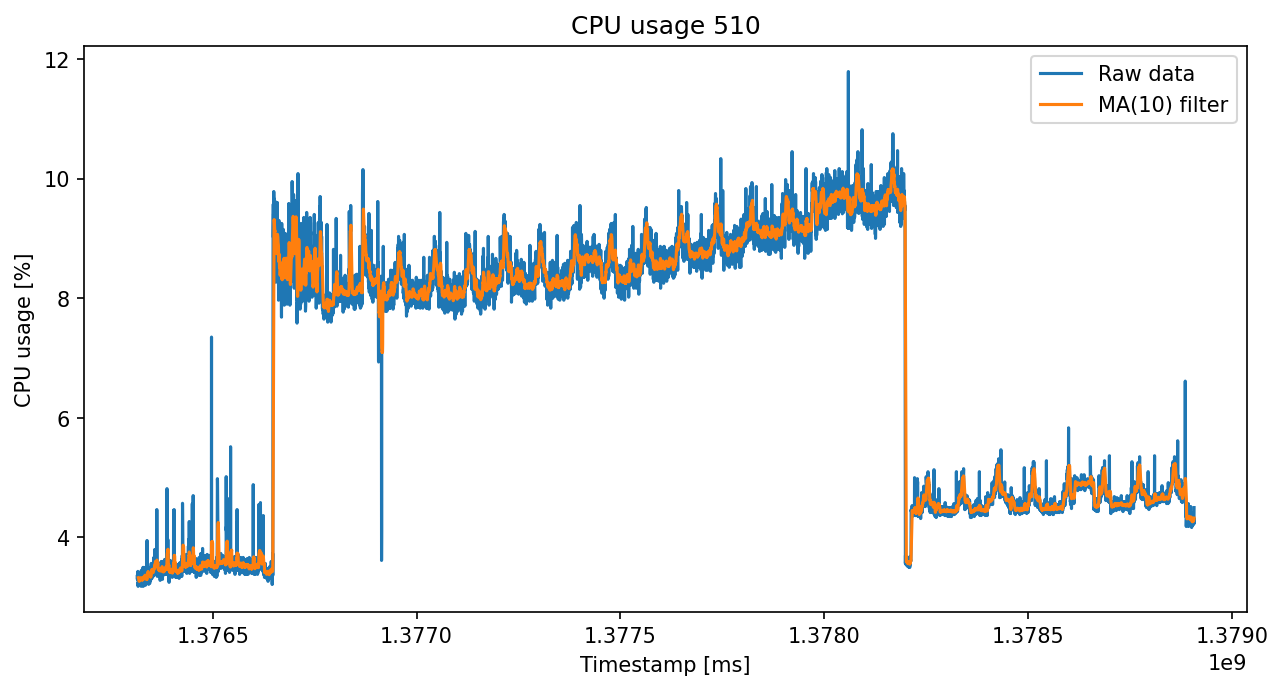 CPU usage 510
Raw data
MA(10) filter
CPU usage [%]
12
10
8
6
4
1.3765
1.3770
1.3775
1.3780
1.3785
1.3790
1e9
Timestamp [ms]